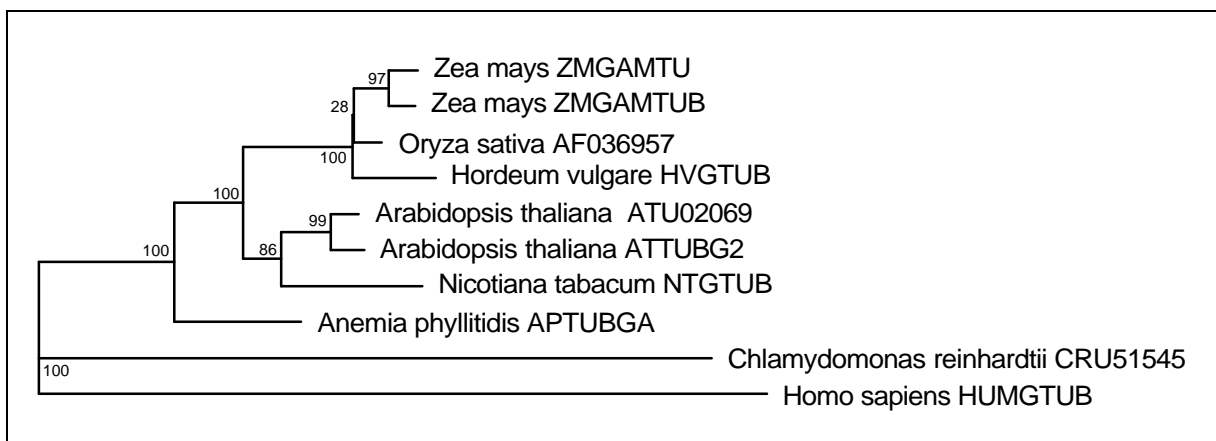 Zea mays ZMGAMTU
97
Zea mays ZMGAMTUB
28
Oryza sativa AF036957
100
Hordeum vulgare HVGTUB
100
Arabidopsis thaliana  ATU02069
99
Arabidopsis thaliana ATTUBG2
100
86
Nicotiana tabacum NTGTUB
Anemia phyllitidis APTUBGA
Chlamydomonas reinhardtii CRU51545
100
Homo sapiens HUMGTUB